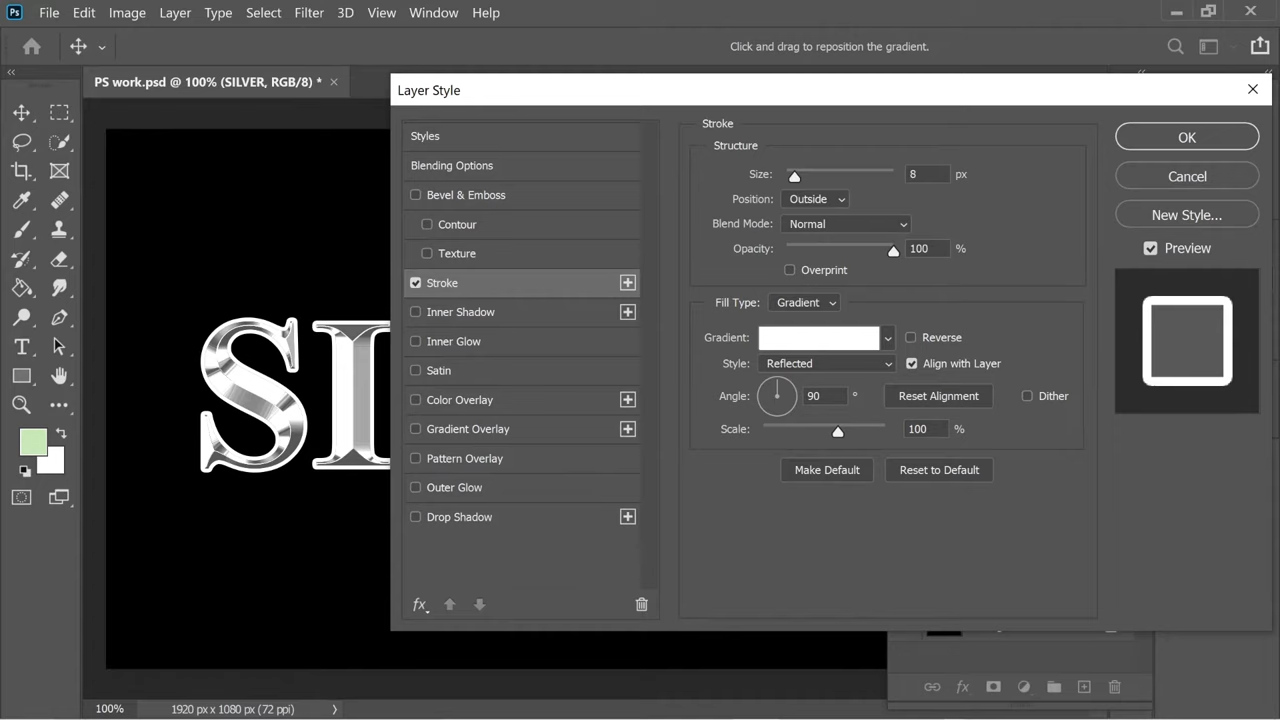 Ps File Edit Image Layer Type Select Filter 3D View Window Help
Click and drag to reposition the gradient.
PS work.psd @ 100% (SILVER, RGB/8) *
Layer Style
Styles
Blending Options
Bevel & Emboss
Contour
Texture
Stroke
Inner Shadow
Inner Glow
Satin
Color Overlay
Gradient Overlay
Pattern Overlay
Outer Glow
Drop Shadow
fx
Stroke
Structure
Size: 8 px
Position: Outside
Blend Mode: Normal
Opacity: 100 %
Overprint
Fill Type: Gradient
Gradient: Reverse
Style: Reflected Align with Layer
Angle: 90 ° Reset Alignment Dither
Scale: 100 %
Make Default Reset to Default
OK
Cancel
New Style...
Preview
SI
T
fx
100% 1920 px x 1080 px (72 ppi)